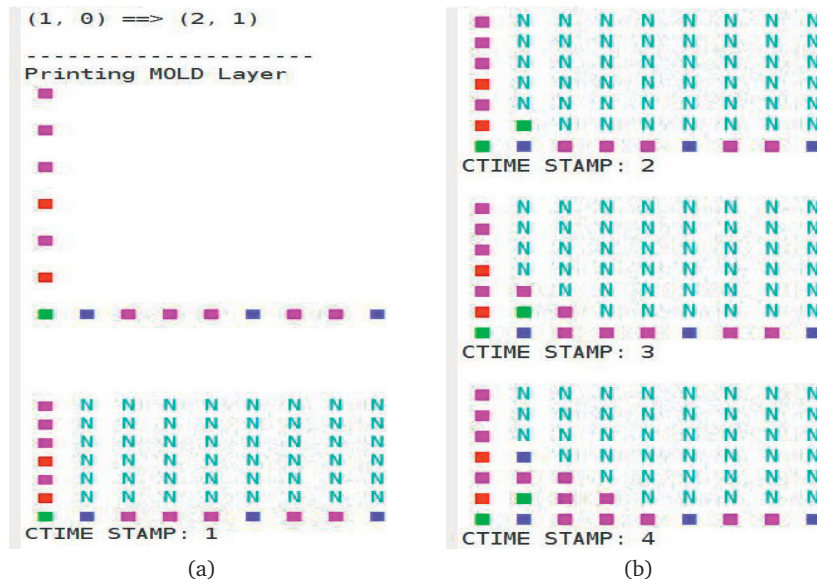 (1, 0) ==> (2, 1)
----------------------
Printing MOLD Layer
N N N N N N N N
N N N N N N N N
N N N N N N N N
N N N N N N N N
N N N N N N N N
N N N N N N N N
CTIME STAMP: 1
(a)
N N N N N N N N
N N N N N N N N
N N N N N N N N
N N N N N N N N
N N N N N N N N
N N N N N N N
CTIME STAMP: 2
N N N N N N N N
N N N N N N N N
N N N N N N N N
N N N N N N N N
N N N N N N N
N N N N N N
CTIME STAMP: 3
N N N N N N N N
N N N N N N N N
N N N N N N N N
N N N N N N N
N N N N N N
N N N N N
CTIME STAMP: 4
(b)